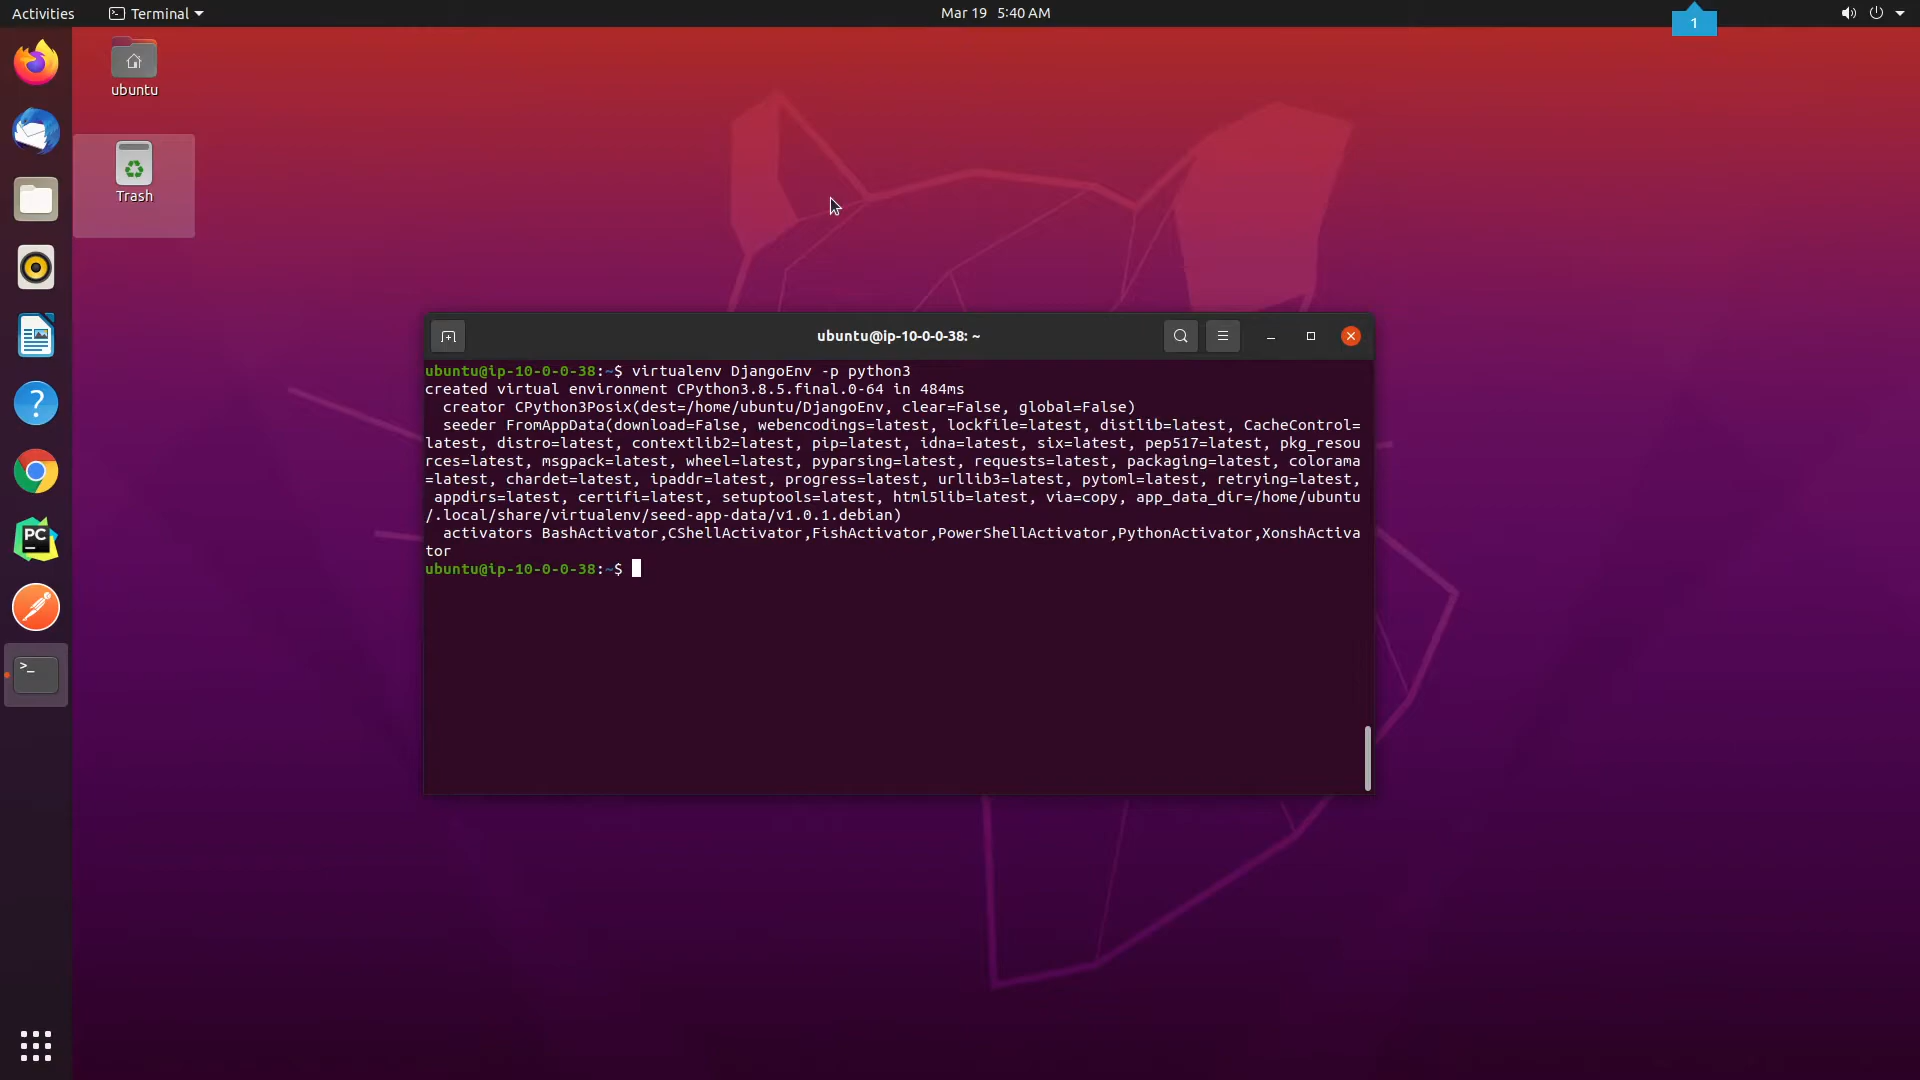 Activities
Terminal
Mar 19 5:40 AM
1
ubuntu
Trash
PC
>_
ubuntu@ip-10-0-0-38: ~
ubuntu@ip-10-0-0-38:~$ virtualenv DjangoEnv -p python3
created virtual environment CPython3.8.5.final.0-64 in 484ms
creator CPython3Posix(dest=/home/ubuntu/DjangoEnv, clear=False, global=False)
seeder FromAppData(download=False, webencodings=latest, lockfile=latest, distlib=latest, CacheControl=
latest, distro=latest, contextlib2=latest, pip=latest, idna=latest, six=latest, pep517=latest, pkg_resou
rces=latest, msgpack=latest, wheel=latest, pyparsing=latest, requests=latest, packaging=latest, colorama
=latest, chardet=latest, ipaddr=latest, progress=latest, urllib3=latest, pytoml=latest, retrying=latest,
appdirs=latest, certifi=latest, setuptools=latest, html5lib=latest, via=copy, app_data_dir=/home/ubuntu
/.local/share/virtualenv/seed-app-data/v1.0.1.debian)
activators BashActivator,CShellActivator,FishActivator,PowerShellActivator,PythonActivator,XonshActiva
tor
ubuntu@ip-10-0-0-38:~$